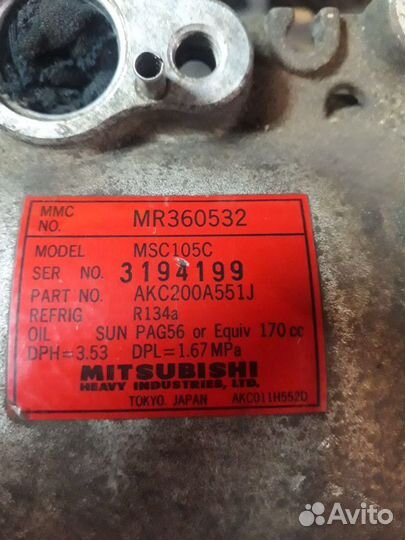 MMC NO. MR360532
MODEL MSC105C
SER NO. 3194199
PART NO. AKC200A551J
REFRIG R134a
OIL SUN PAG56 or Equiv 170 cc
DPH=3.53 DPL=1.67MPa
MITSUBISHI
HEAVY INDUSTRIES, LTD.
TOKYO. JAPAN AKC011H552D
Avito